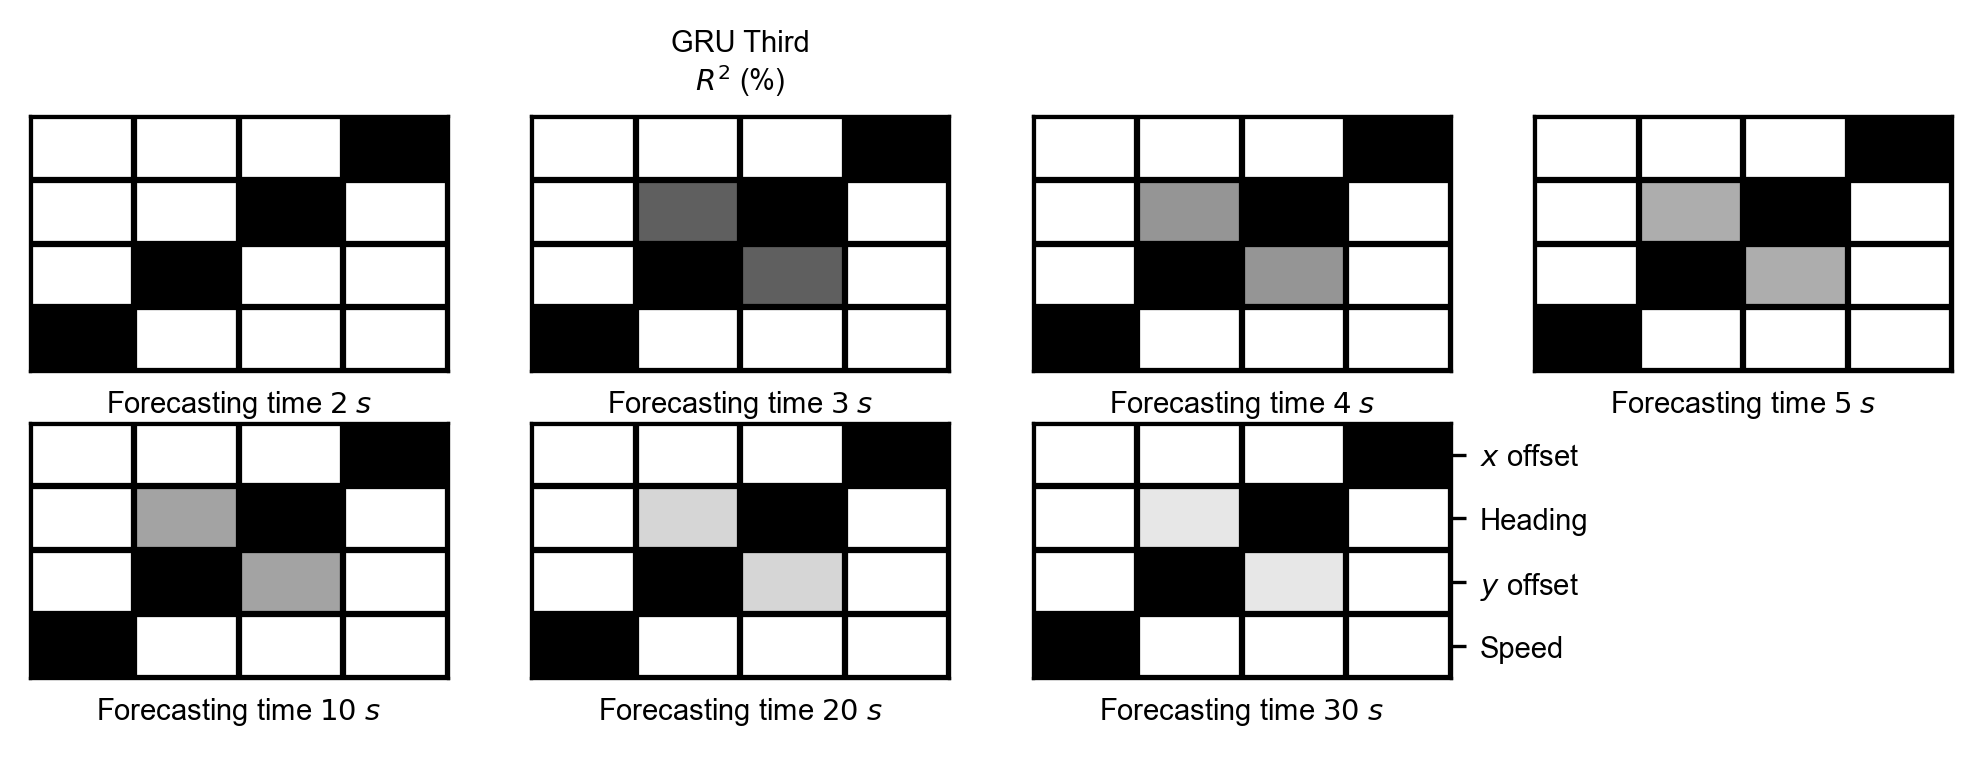 GRU Third
R² (%)
Forecasting time 2 s
Forecasting time 3 s
Forecasting time 4 s
Forecasting time 5 s
x offset
Heading
y offset
Speed
Forecasting time 10 s
Forecasting time 20 s
Forecasting time 30 s